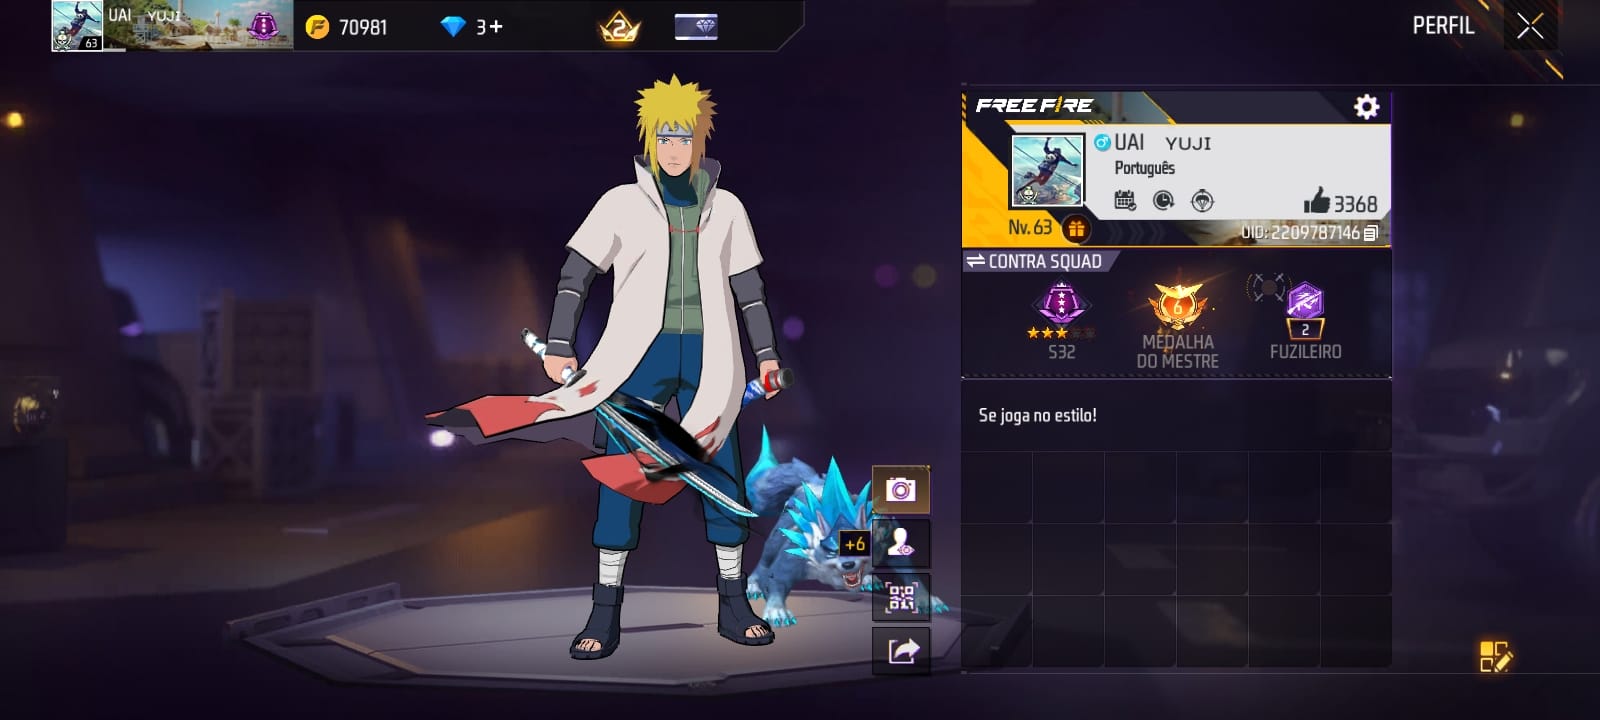 UAI YUJI
63
70981
3+
2
PERFIL
FREE FIRE
UAI YUJI
Português
3368
Nv. 63
UID: 2209787146
CONTRA SQUAD
6
2
S32
MEDALHA
DO MESTRE
FUZILEIRO
Se joga no estilo!
+6